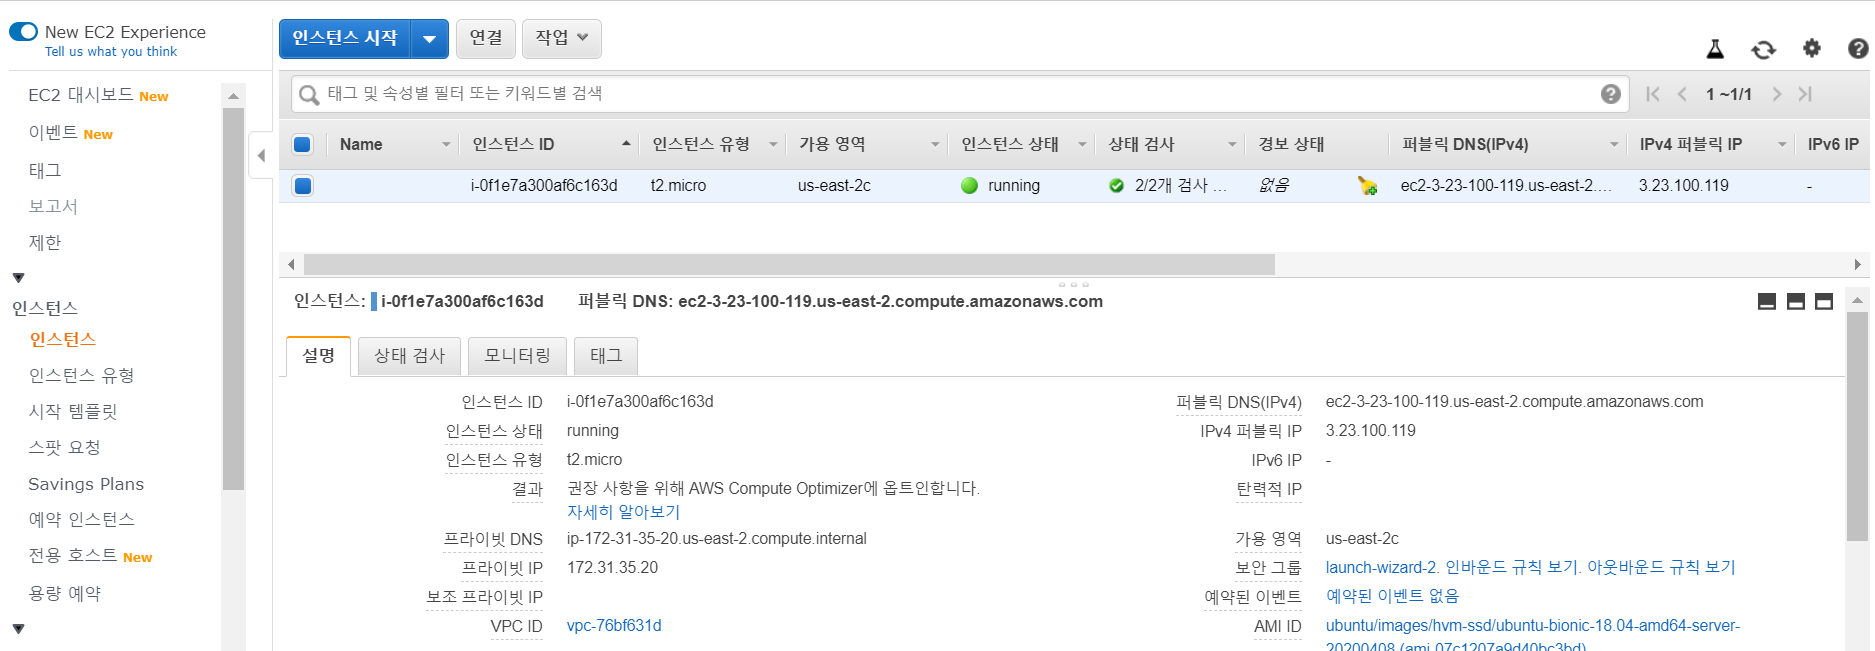 New EC2 Experience
Tell us what you think
EC2 대시보드 New
이벤트 New
태그
보고서
제한
인스턴스
인스턴스
인스턴스 유형
시작 템플릿
스팟 요청
Savings Plans
예약 인스턴스
전용 호스트 New
용량 예약
인스턴스 시작 연결 작업
태그 및 속성별 필터 또는 키워드별 검색 1 ~1/1
Name 인스턴스 ID 인스턴스 유형 가용 영역 인스턴스 상태 상태 검사 경보 상태 퍼블릭 DNS(IPv4) IPv4 퍼블릭 IP IPv6 IP
i-0f1e7a300af6c163d t2.micro us-east-2c running 2/2개 검사 ... 없음 ec2-3-23-100-119.us-east-2.... 3.23.100.119 -
인스턴스: i-0f1e7a300af6c163d 퍼블릭 DNS: ec2-3-23-100-119.us-east-2.compute.amazonaws.com
설명 상태 검사 모니터링 태그
인스턴스 ID i-0f1e7a300af6c163d
인스턴스 상태 running
인스턴스 유형 t2.micro
결과 권장 사항을 위해 AWS Compute Optimizer에 옵트인합니다.
자세히 알아보기
프라이빗 DNS ip-172-31-35-20.us-east-2.compute.internal
프라이빗 IP 172.31.35.20
보조 프라이빗 IP
VPC ID vpc-76bf631d
퍼블릭 DNS(IPv4) ec2-3-23-100-119.us-east-2.compute.amazonaws.com
IPv4 퍼블릭 IP 3.23.100.119
IPv6 IP -
탄력적 IP
가용 영역 us-east-2c
보안 그룹 launch-wizard-2. 인바운드 규칙 보기. 아웃바운드 규칙 보기
예약된 이벤트 예약된 이벤트 없음
AMI ID ubuntu/images/hvm-ssd/ubuntu-bionic-18.04-amd64-server-
20200408 (ami-07c1207a9d40bc3bd)